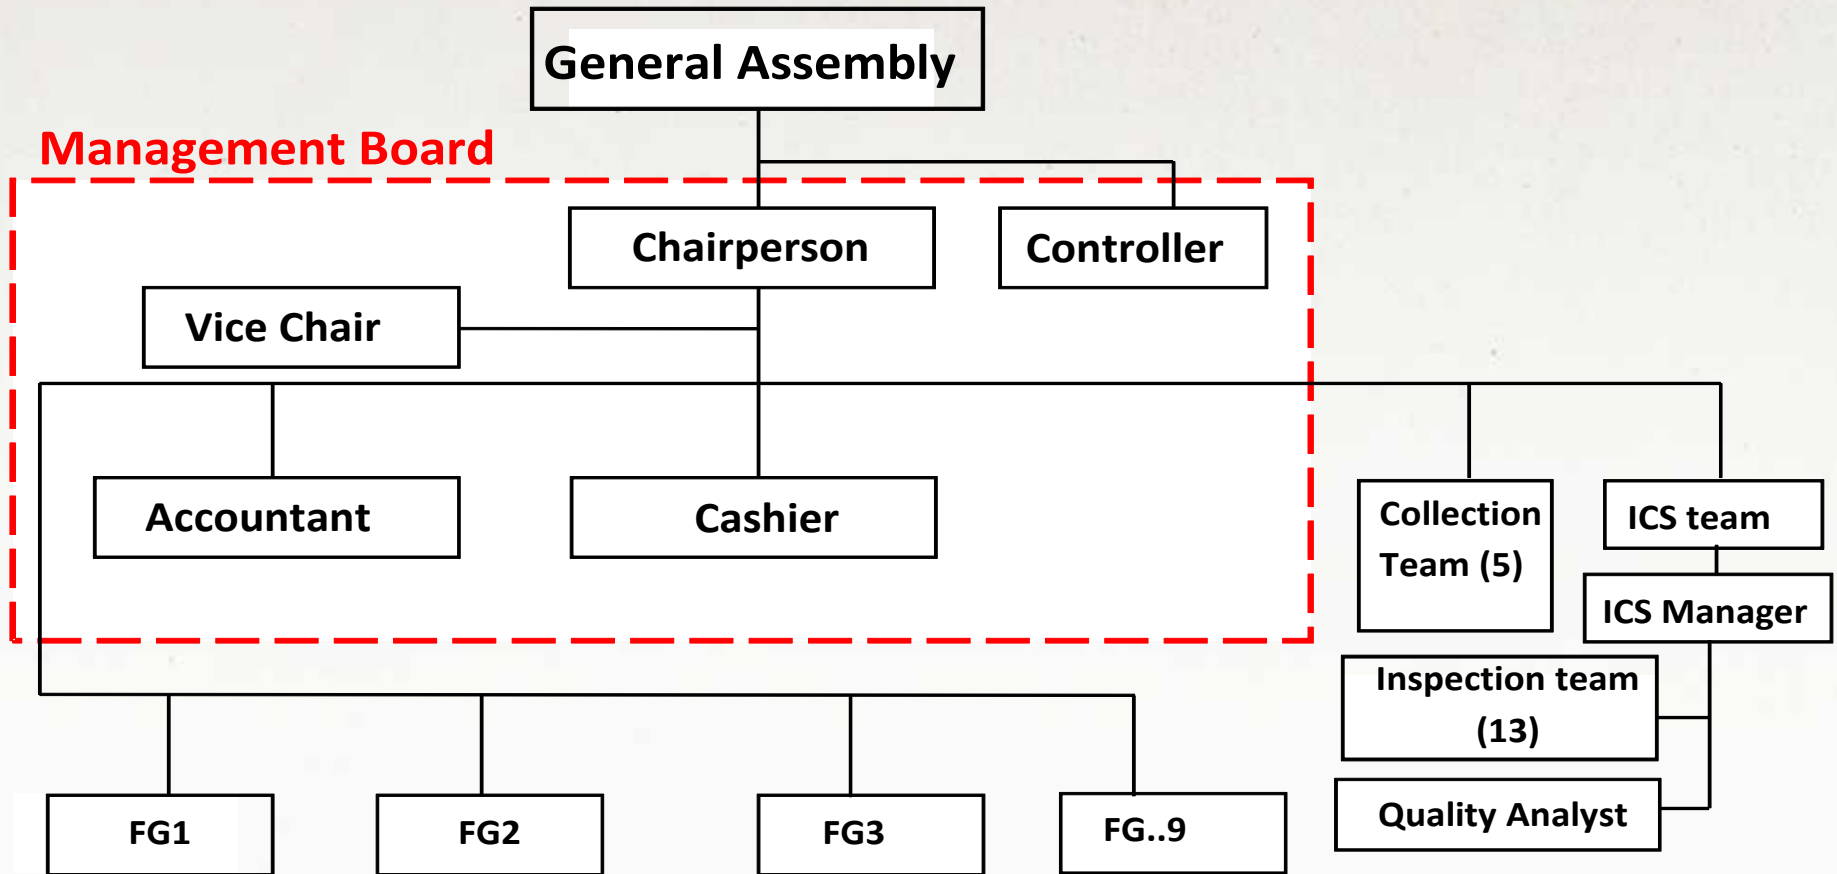 General Assembly
Management Board
Chairperson
Controller
Vice Chair
Accountant
Cashier
Collection
Team (5)
ICS team
ICS Manager
Inspection team
(13)
Quality Analyst
FG1
FG2
FG3
FG..9